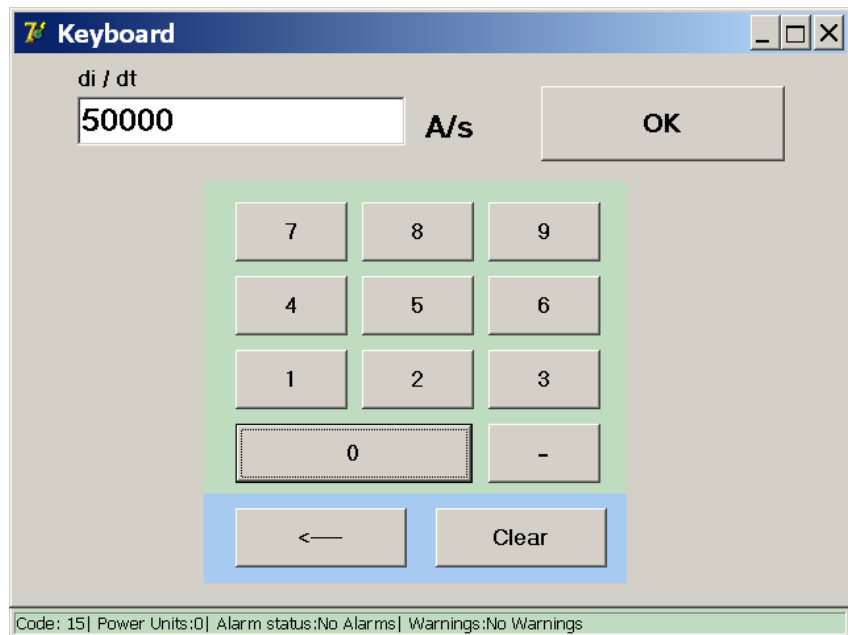 Keyboard
di / dt
50000 A/s OK
7 8 9
4 5 6
1 2 3
0 -
<— Clear
Code: 15| Power Units:0| Alarm status:No Alarms| Warnings:No Warnings